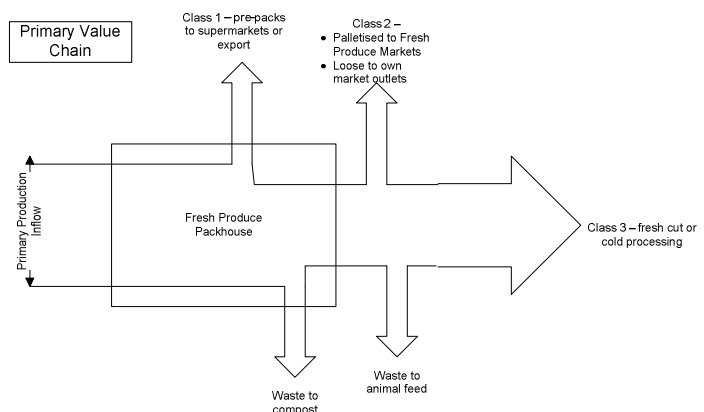 Primary Value
Chain
Class 1 – pre-packs
to supermarkets or
export
Class 2 –
• Palletised to Fresh
Produce Markets
• Loose to own
market outlets
Primary Production
Inflow
Fresh Produce
Packhouse
Class 3 – fresh cut or
cold processing
Waste to
animal feed
Waste to
compost